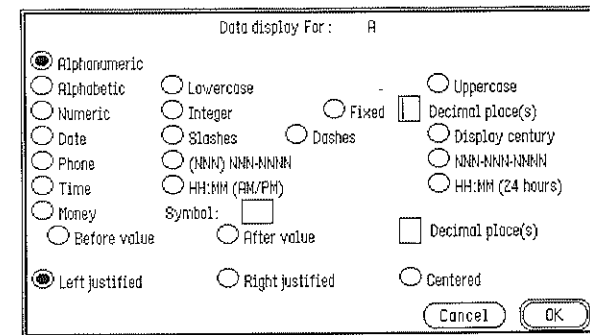 Data display For: A
Alphanumeric
Alphabetic Lowercase - Uppercase
Numeric Integer Fixed Decimal place(s)
Date Slashes Dashes Display century
Phone (NNN) NNN-NNNN NNN-NNN-NNNN
Time HH:MM (AM/PM) HH:MM (24 hours)
Money Symbol:
Before value After value Decimal place(s)
Left justified Right justified Centered
Cancel OK